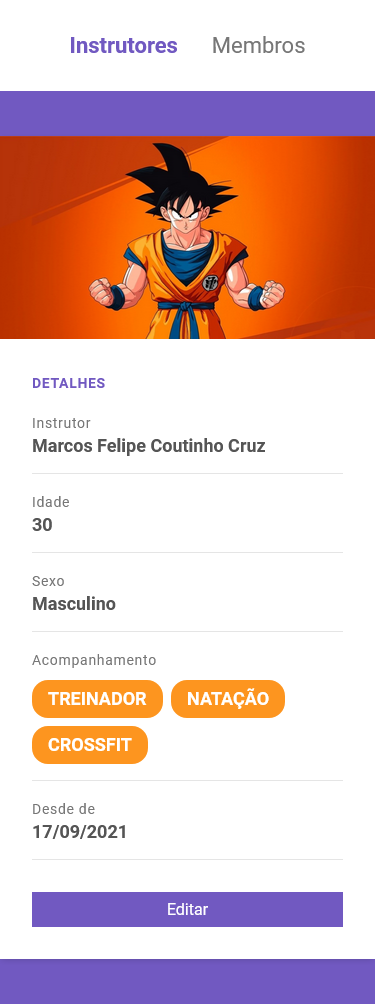 Instrutores Membros
DETALHES
Instrutor
Marcos Felipe Coutinho Cruz
Idade
30
Sexo
Masculino
Acompanhamento
TREINADOR NATAÇÃO
CROSSFIT
Desde de
17/09/2021
Editar